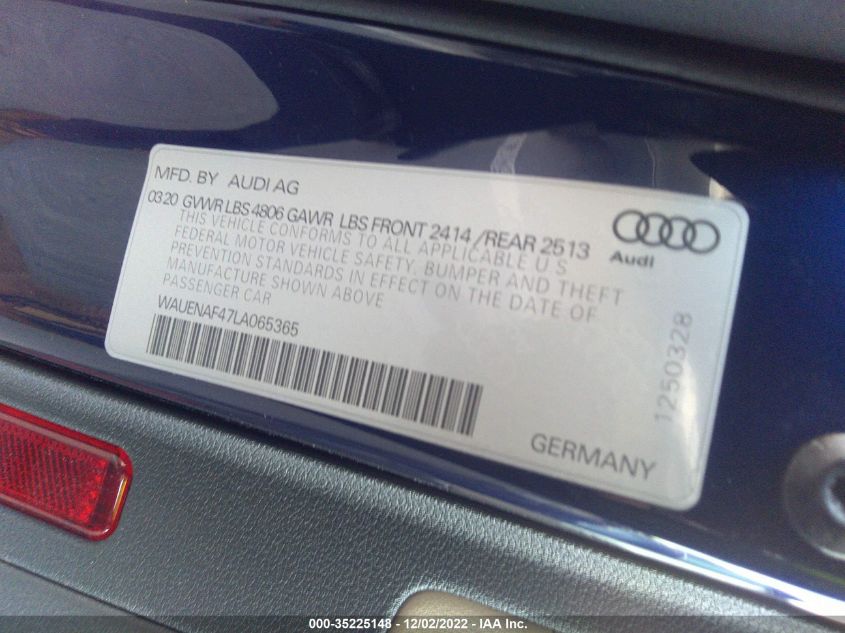 MFD. BY AUDI AG
0320 GVWR LBS 4806 GAWR LBS FRONT 2414 / REAR 2513
THIS VEHICLE CONFORMS TO ALL APPLICABLE U.S
FEDERAL MOTOR VEHICLE SAFETY, BUMPER AND THEFT
PREVENTION STANDARDS IN EFFECT ON THE DATE OF
MANUFACTURE SHOWN ABOVE
PASSENGER CAR
WAUENAF47LA065365
Audi
1250328
GERMANY
000-35225148 - 12/02/2022 - IAA Inc.